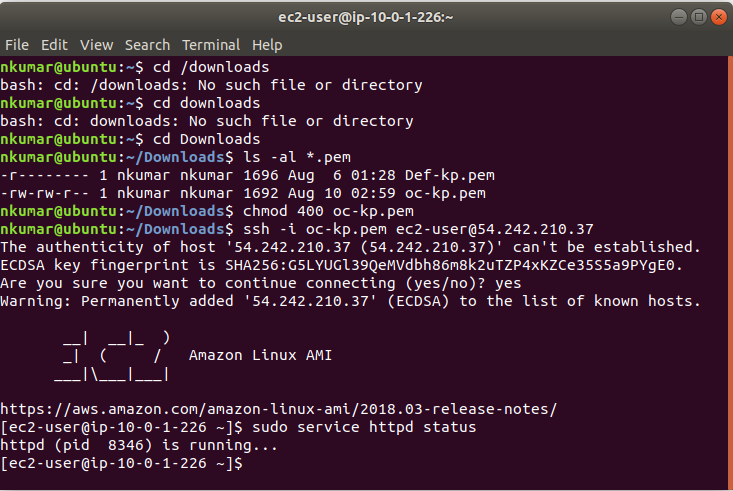 ec2-user@ip-10-0-1-226:~
File Edit View Search Terminal Help
nkumar@ubuntu:~$ cd /downloads
bash: cd: /downloads: No such file or directory
nkumar@ubuntu:~$ cd downloads
bash: cd: downloads: No such file or directory
nkumar@ubuntu:~$ cd Downloads
nkumar@ubuntu:~/Downloads$ ls -al *.pem
-r-------- 1 nkumar nkumar 1696 Aug  6 01:28 Def-kp.pem
-rw-rw-r-- 1 nkumar nkumar 1692 Aug 10 02:59 oc-kp.pem
nkumar@ubuntu:~/Downloads$ chmod 400 oc-kp.pem
nkumar@ubuntu:~/Downloads$ ssh -i oc-kp.pem ec2-user@54.242.210.37
The authenticity of host '54.242.210.37 (54.242.210.37)' can't be established.
ECDSA key fingerprint is SHA256:G5LYUGl39QeMVdbh86m8k2uTZP4xKZCe35S5a9PYgE0.
Are you sure you want to continue connecting (yes/no)? yes
Warning: Permanently added '54.242.210.37' (ECDSA) to the list of known hosts.
       __|  __|_  )
       _|  (     /   Amazon Linux AMI
      ___|\___|___|
https://aws.amazon.com/amazon-linux-ami/2018.03-release-notes/
[ec2-user@ip-10-0-1-226 ~]$ sudo service httpd status
httpd (pid  8346) is running...
[ec2-user@ip-10-0-1-226 ~]$